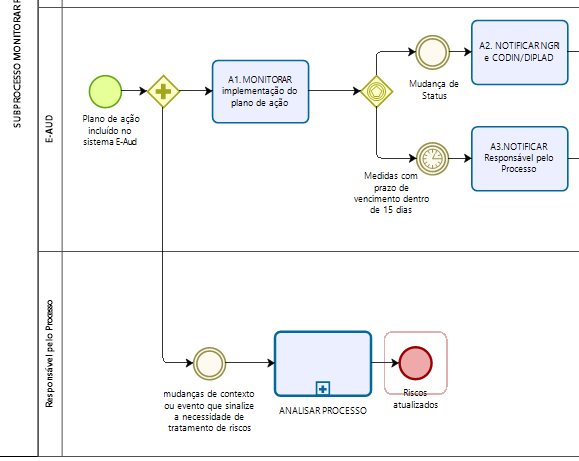 SUBPROCESSO MONITORAR
E-AUD
Plano de ação
incluído no
sistema E-Aud
A1. MONITORAR
implementação do
plano de ação
Mudança de
Status
A2. NOTIFICAR NGRI
e CODIN/DIPLAD
Medidas com
prazo de
vencimento dentro
de 15 dias
A3.NOTIFICAR
Responsável pelo
Processo
Responsável pelo Processo
mudanças de contexto
ou evento que sinalize
a necessidade de
tratamento de riscos
ANALISAR PROCESSO
Riscos
atualizados